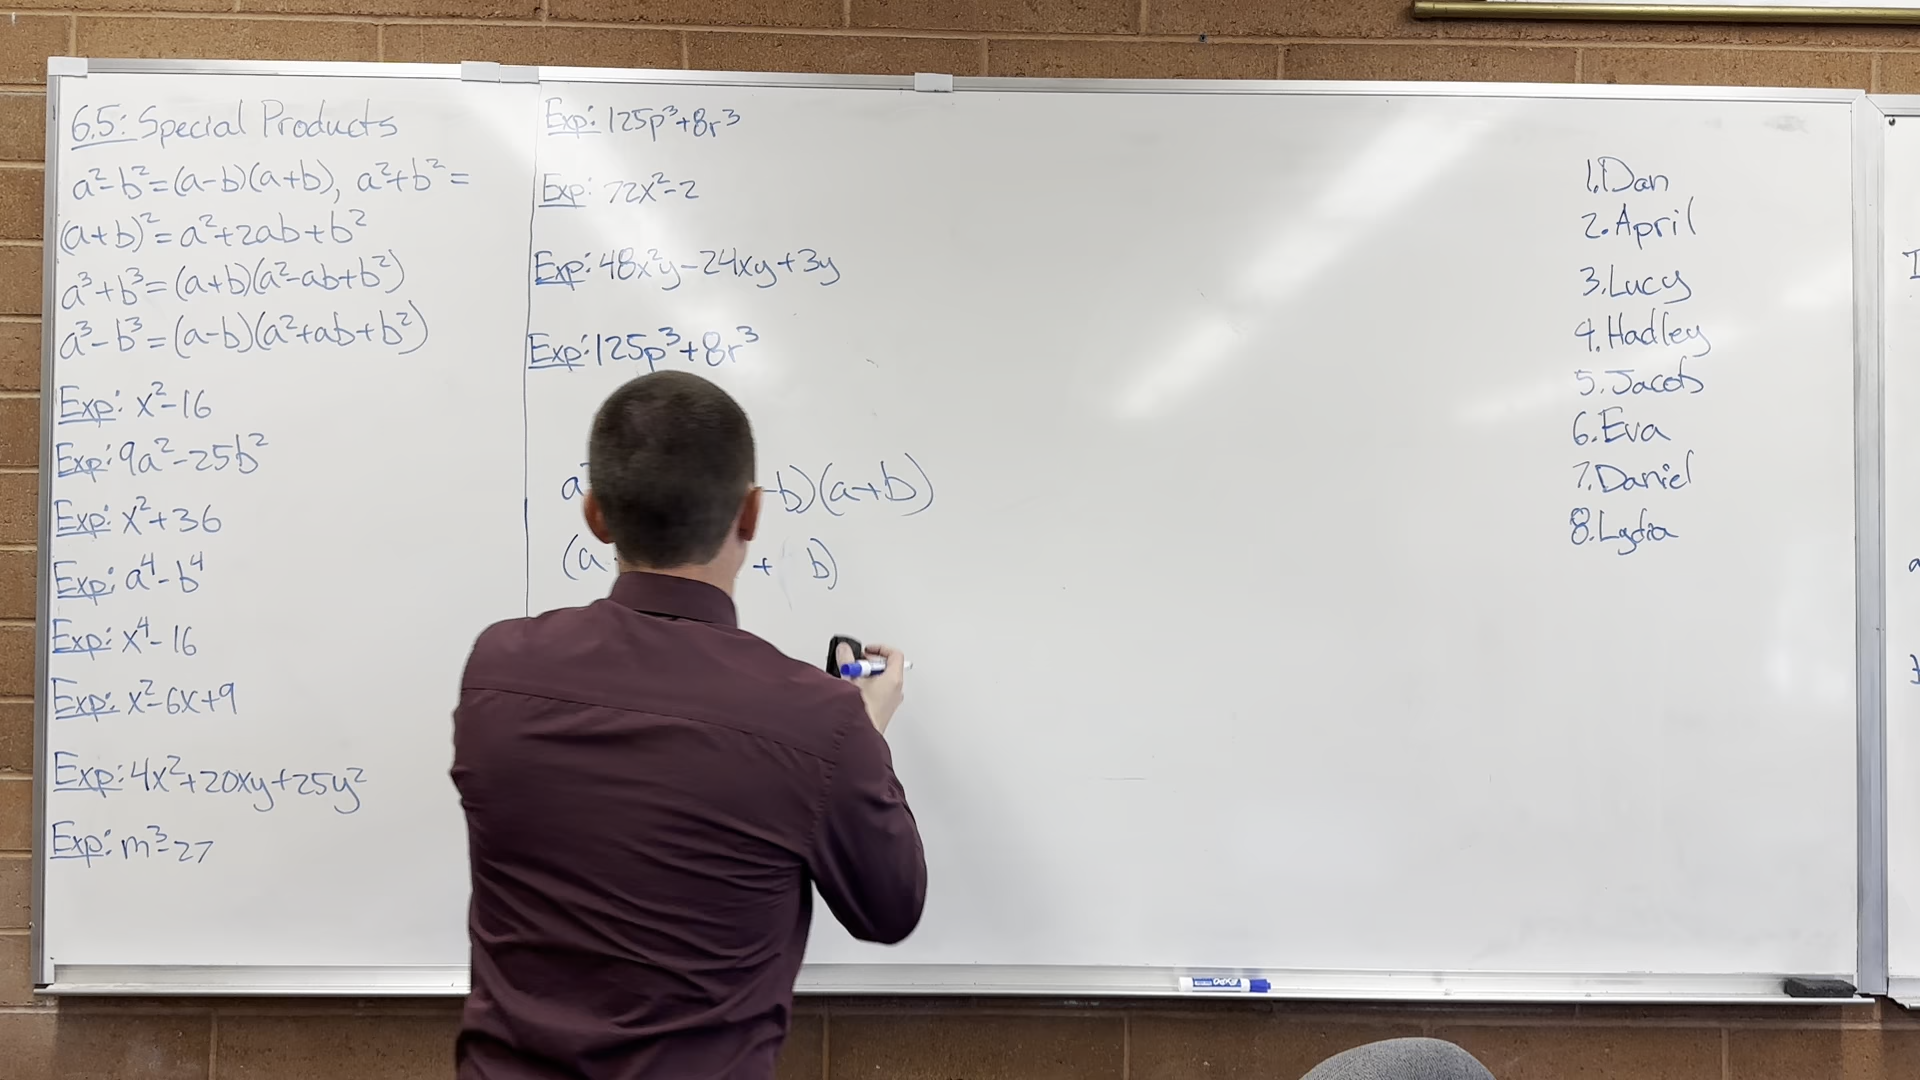 6.5: Special Products
a²-b²=(a-b)(a+b), a²+b²=
(a+b)²=a²+2ab+b²
a³+b³=(a+b)(a²-ab+b²)
a³-b³=(a-b)(a²+ab+b²)
Exp: x²-16
Exp: 9a²-25b²
Exp: x²+36
Exp: a⁴-b⁴
Exp: x⁴-16
Exp: x²-6x+9
Exp: 4x²+20xy+25y²
Exp: m³-27
Exp: 125p³+8r³
Exp: 72x²-2
Exp: 48x²y-24xy+3y
Exp: 125p³+8r³
a² -b)(a+b)
(a + b)
1. Dan
2. April
3. Lucy
4. Hadley
5. Jacob
6. Eva
7. Daniel
8. Lydia